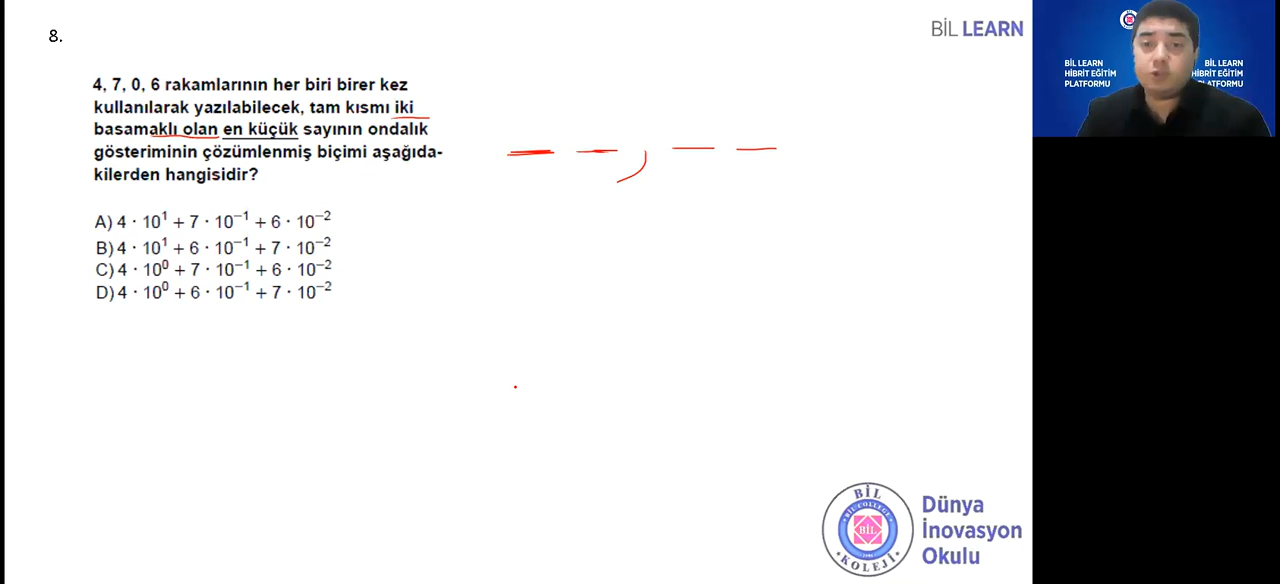 8.
BİL LEARN
4, 7, 0, 6 rakamlarının her biri birer kez
kullanılarak yazılabilecek, tam kısmı iki
basamaklı olan en küçük sayının ondalık
gösteriminin çözümlenmiş biçimi aşağıda-
kilerden hangisidir?
A) 4 · 10¹ + 7 · 10⁻¹ + 6 · 10⁻²
B) 4 · 10¹ + 6 · 10⁻¹ + 7 · 10⁻²
C) 4 · 10⁰ + 7 · 10⁻¹ + 6 · 10⁻²
D) 4 · 10⁰ + 6 · 10⁻¹ + 7 · 10⁻²
BİL LEARN
HİBRİT EĞİTİM
PLATFORMU
BİL LEARN
HİBRİT EĞİTİM
PLATFORMU
BİL
BİL COLLEGE
BİL
KOLEJİ
Dünya
İnovasyon
Okulu